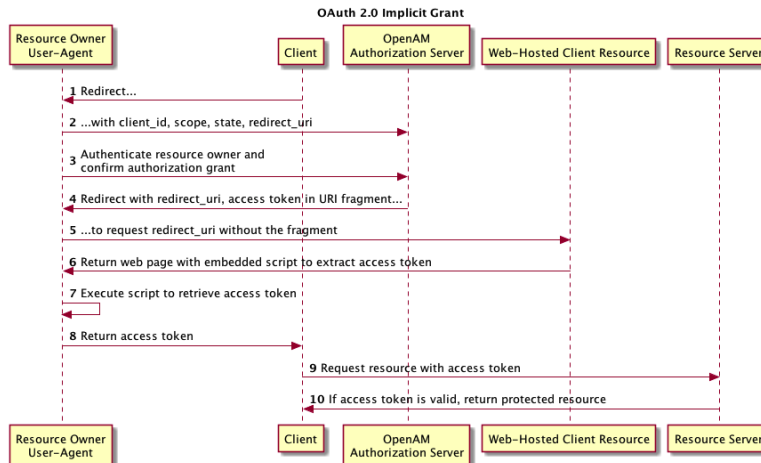 OAuth 2.0 Implicit Grant
Resource Owner
User-Agent
Client
OpenAM
Authorization Server
Web-Hosted Client Resource
Resource Server
1 Redirect...
2 ...with client_id, scope, state, redirect_uri
3 Authenticate resource owner and
confirm authorization grant
4 Redirect with redirect_uri, access token in URI fragment...
5 ...to request redirect_uri without the fragment
6 Return web page with embedded script to extract access token
7 Execute script to retrieve access token
8 Return access token
9 Request resource with access token
10 If access token is valid, return protected resource
Resource Owner
User-Agent
Client
OpenAM
Authorization Server
Web-Hosted Client Resource
Resource Server